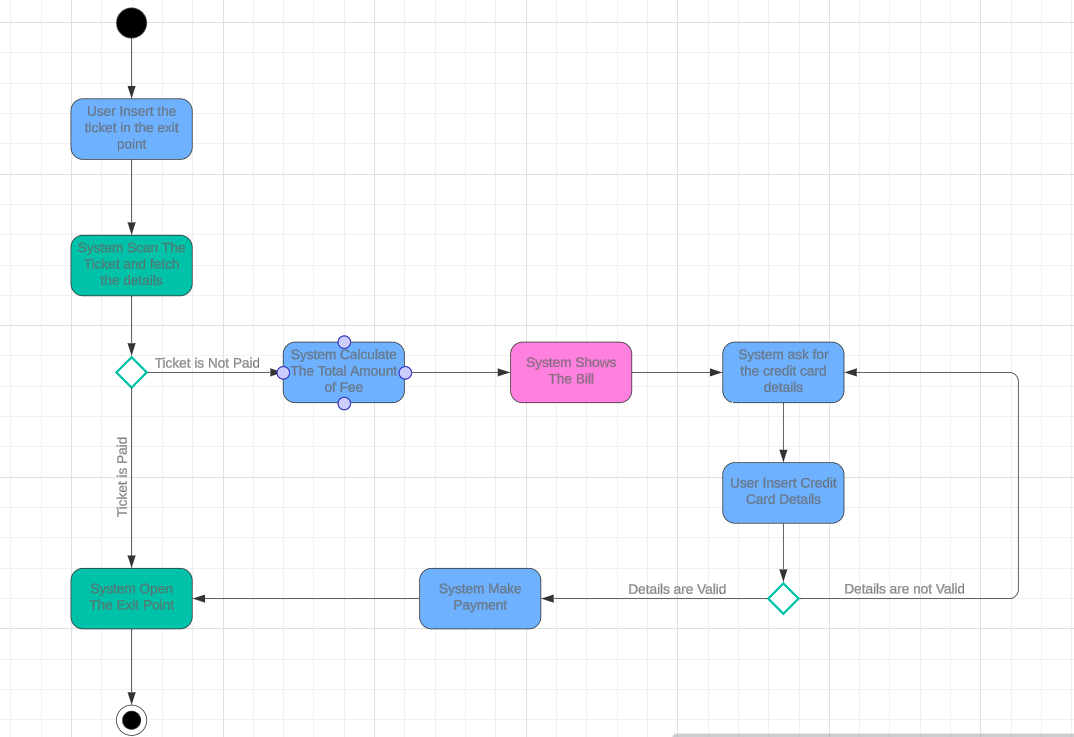 User Insert the
ticket in the exit
point
System Scan The
Ticket and fetch
the details
Ticket is Not Paid
System Calculate
The Total Amount
of Fee
System Shows
The Bill
System ask for
the credit card
details
Ticket is Paid
User Insert Credit
Card Details
System Open
The Exit Point
System Make
Payment
Details are Valid
Details are not Valid